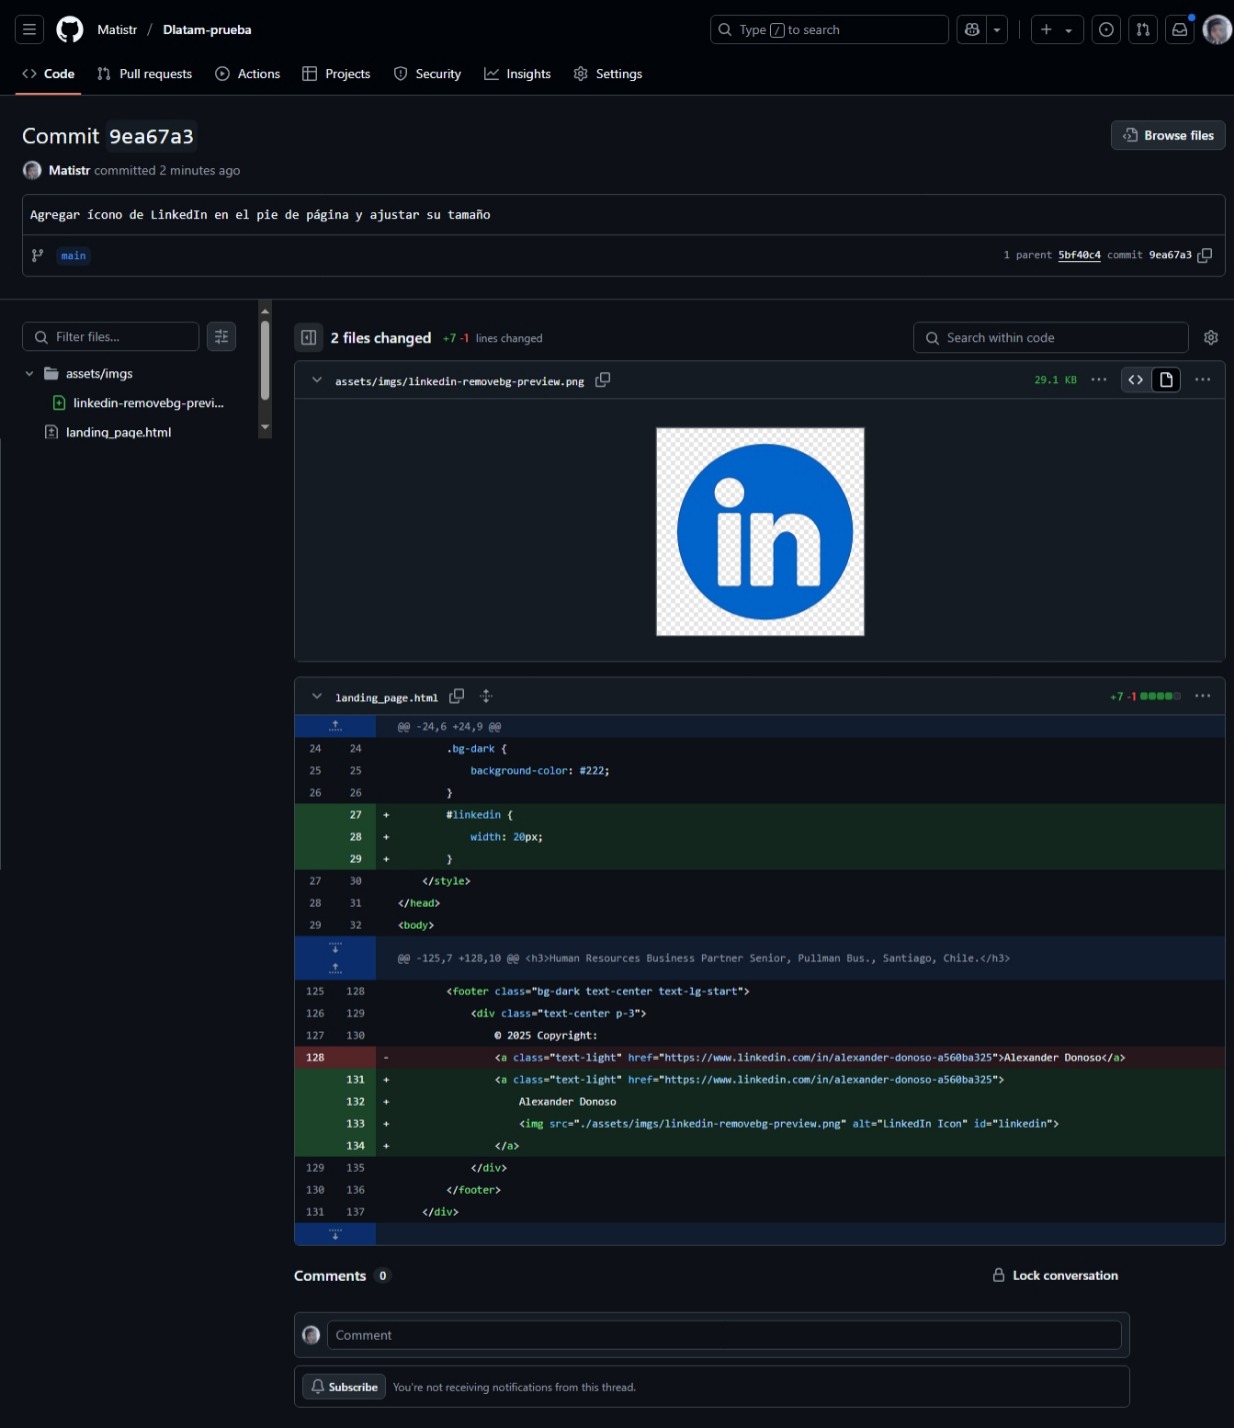 Matistr / Dlatam-prueba
Type / to search
Code Pull requests Actions Projects Security Insights Settings
Commit 9ea67a3
Browse files
Matistr committed 2 minutes ago
Agregar ícono de LinkedIn en el pie de página y ajustar su tamaño
main
1 parent 5bf40c4 commit 9ea67a3
Filter files...
assets/imgs
linkedin-removebg-previ...
landing_page.html
2 files changed +7 -1 lines changed
Search within code
assets/imgs/linkedin-removebg-preview.png
29.1 KB
in
landing_page.html
+7 -1
@@ -24,6 +24,9 @@
24 24 .bg-dark {
25 25 background-color: #222;
26 26 }
27 + #linkedin {
28 + width: 20px;
29 + }
27 30 </style>
28 31 </head>
29 32 <body>
@@ -125,7 +128,10 @@ <h3>Human Resources Business Partner Senior, Pullman Bus., Santiago, Chile.</h3>
125 128 <footer class="bg-dark text-center text-lg-start">
126 129 <div class="text-center p-3">
127 130 © 2025 Copyright:
128 - <a class="text-light" href="https://www.linkedin.com/in/alexander-donoso-a560ba325">Alexander Donoso</a>
131 + <a class="text-light" href="https://www.linkedin.com/in/alexander-donoso-a560ba325">
132 + Alexander Donoso
133 + <img src="./assets/imgs/linkedin-removebg-preview.png" alt="LinkedIn Icon" id="linkedin">
134 + </a>
129 135 </div>
130 136 </footer>
131 137 </div>
Comments 0
Lock conversation
Comment
Subscribe You're not receiving notifications from this thread.